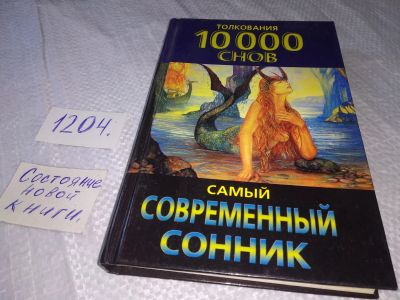 ТОЛКОВАНИЯ
10 000
СНОВ
САМЫЙ
СОВРЕМЕННЫЙ
СОННИК
1204.
Состояние
новой
книги.